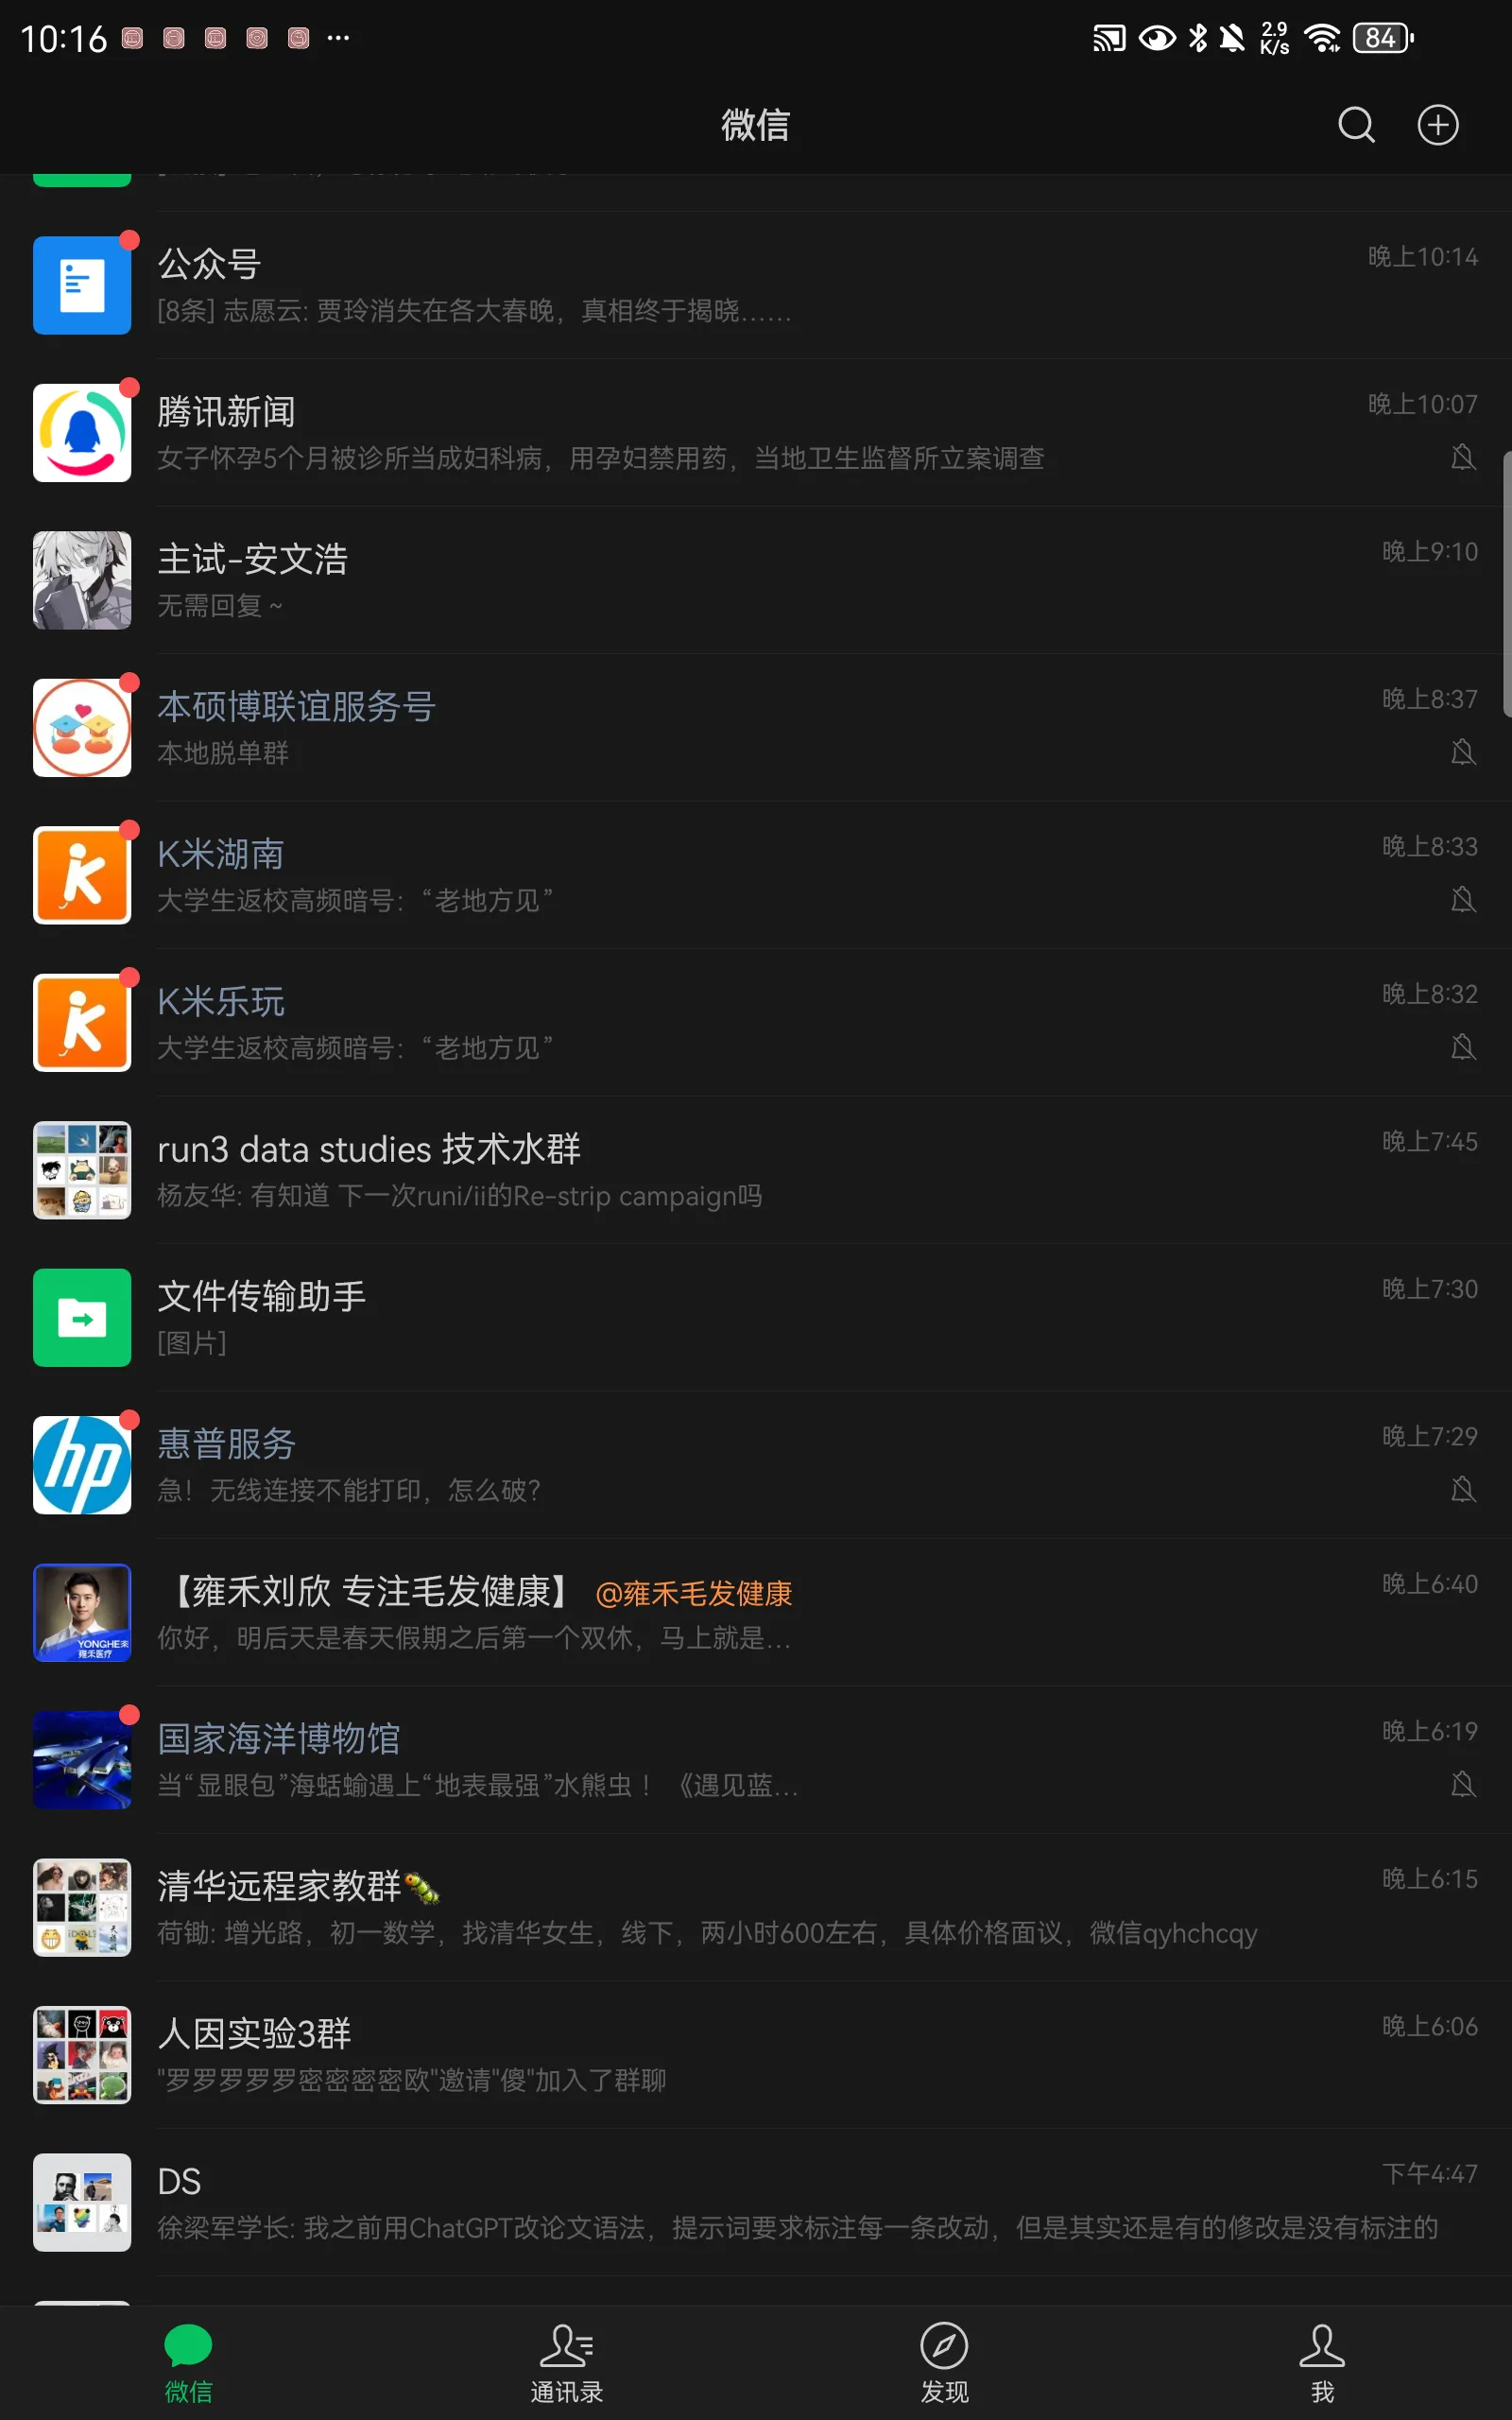 10:16
2.9 K/s
84
微信
公众号
晚上10:14
[8条] 志愿云: 贾玲消失在各大春晚，真相终于揭晓……
腾讯新闻
晚上10:07
女子怀孕5个月被诊所当成妇科病，用孕妇禁用药，当地卫生监督所立案调查
主试-安文浩
晚上9:10
无需回复 ~
本硕博联谊服务号
晚上8:37
本地脱单群
K米湖南
晚上8:33
大学生返校高频暗号：“老地方见”
K米乐玩
晚上8:32
大学生返校高频暗号：“老地方见”
run3 data studies 技术水群
晚上7:45
杨友华: 有知道 下一次runi/ii的Re-strip campaign吗
文件传输助手
晚上7:30
[图片]
hp
惠普服务
晚上7:29
急！无线连接不能打印，怎么破？
【雍禾刘欣 专注毛发健康】 @雍禾毛发健康
晚上6:40
你好，明后天是春天假期之后第一个双休，马上就是...
雍禾医疗
国家海洋博物馆
晚上6:19
当“显眼包”海蛞蝓遇上“地表最强”水熊虫！《遇见蓝...
清华远程家教群🐛
晚上6:15
荷锄: 增光路，初一数学，找清华女生，线下，两小时600左右，具体价格面议，微信qyhchcqy
人因实验3群
晚上6:06
"罗罗罗罗罗密密密密欧"邀请"傻"加入了群聊
DS
下午4:47
徐梁军学长: 我之前用ChatGPT改论文语法，提示词要求标注每一条改动，但是其实还是有的修改是没有标注的
微信
通讯录
发现
我